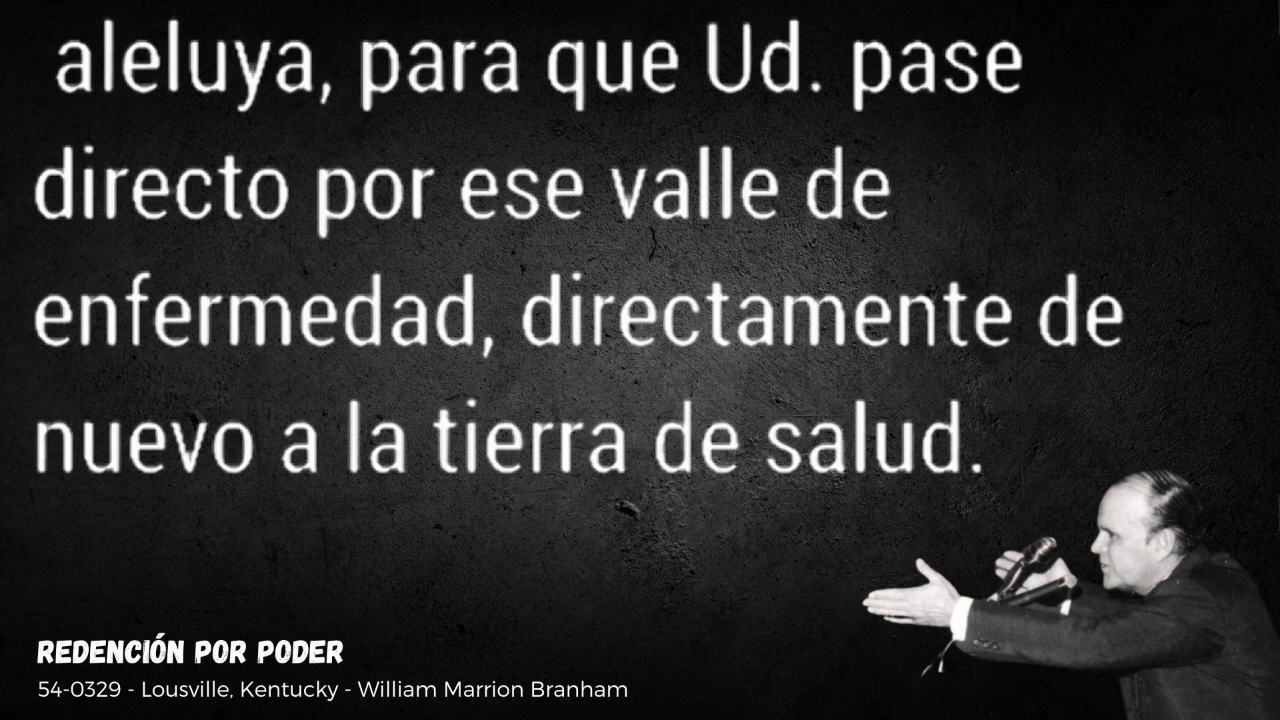 aleluya, para que Ud. pase
directo por ese valle de
enfermedad, directamente de
nuevo a la tierra de salud.
REDENCIÓN POR PODER
54-0329 - Lousville, Kentucky - William Marrion Branham